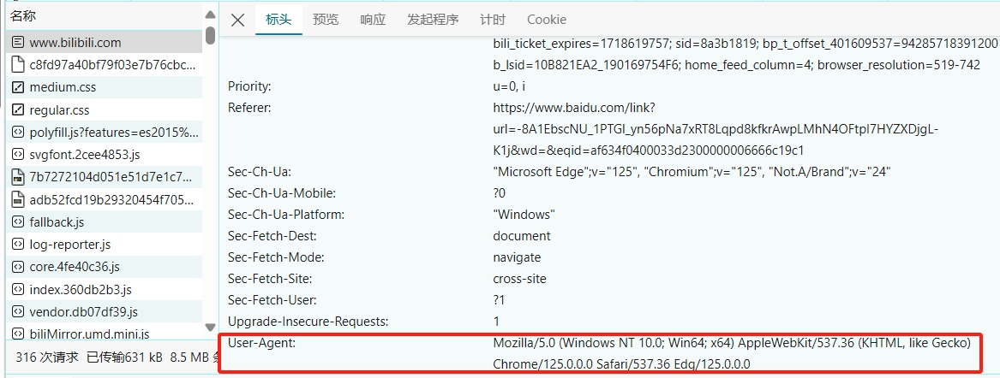 名称
www.bilibili.com
c8fd97a40bf79f03e7b76cbc...
medium.css
regular.css
polyfill.js?features=es2015%...
svgfont.2cee4853.js
7b7272104d051e51d7e1c7...
adb52fcd19b29320454f705...
fallback.js
log-reporter.js
core.4fe40c36.js
index.360db2b3.js
vendor.db07df39.js
biliMirror.umd.mini.js
316 次请求 已传输631 kB 8.5 MB
标头 预览 响应 发起程序 计时 Cookie
bili_ticket_expires=1718619757; sid=8a3b1819; bp_t_offset_401609537=94285718391200
b_lsid=10B821EA2_190169754F6; home_feed_column=4; browser_resolution=519-742
Priority: u=0, i
Referer: https://www.baidu.com/link?
url=-8A1EbscNU_1PTGI_yn56pNa7xRT8Lqpd8kfkrAwpLMhN4OFtpI7HYZXDjgL-
K1j&wd=&eqid=af634f0400033d2300000006666c19c1
Sec-Ch-Ua: "Microsoft Edge";v="125", "Chromium";v="125", "Not.A/Brand";v="24"
Sec-Ch-Ua-Mobile: ?0
Sec-Ch-Ua-Platform: "Windows"
Sec-Fetch-Dest: document
Sec-Fetch-Mode: navigate
Sec-Fetch-Site: cross-site
Sec-Fetch-User: ?1
Upgrade-Insecure-Requests: 1
User-Agent: Mozilla/5.0 (Windows NT 10.0; Win64; x64) AppleWebKit/537.36 (KHTML, like Gecko)
Chrome/125.0.0.0 Safari/537.36 Edg/125.0.0.0